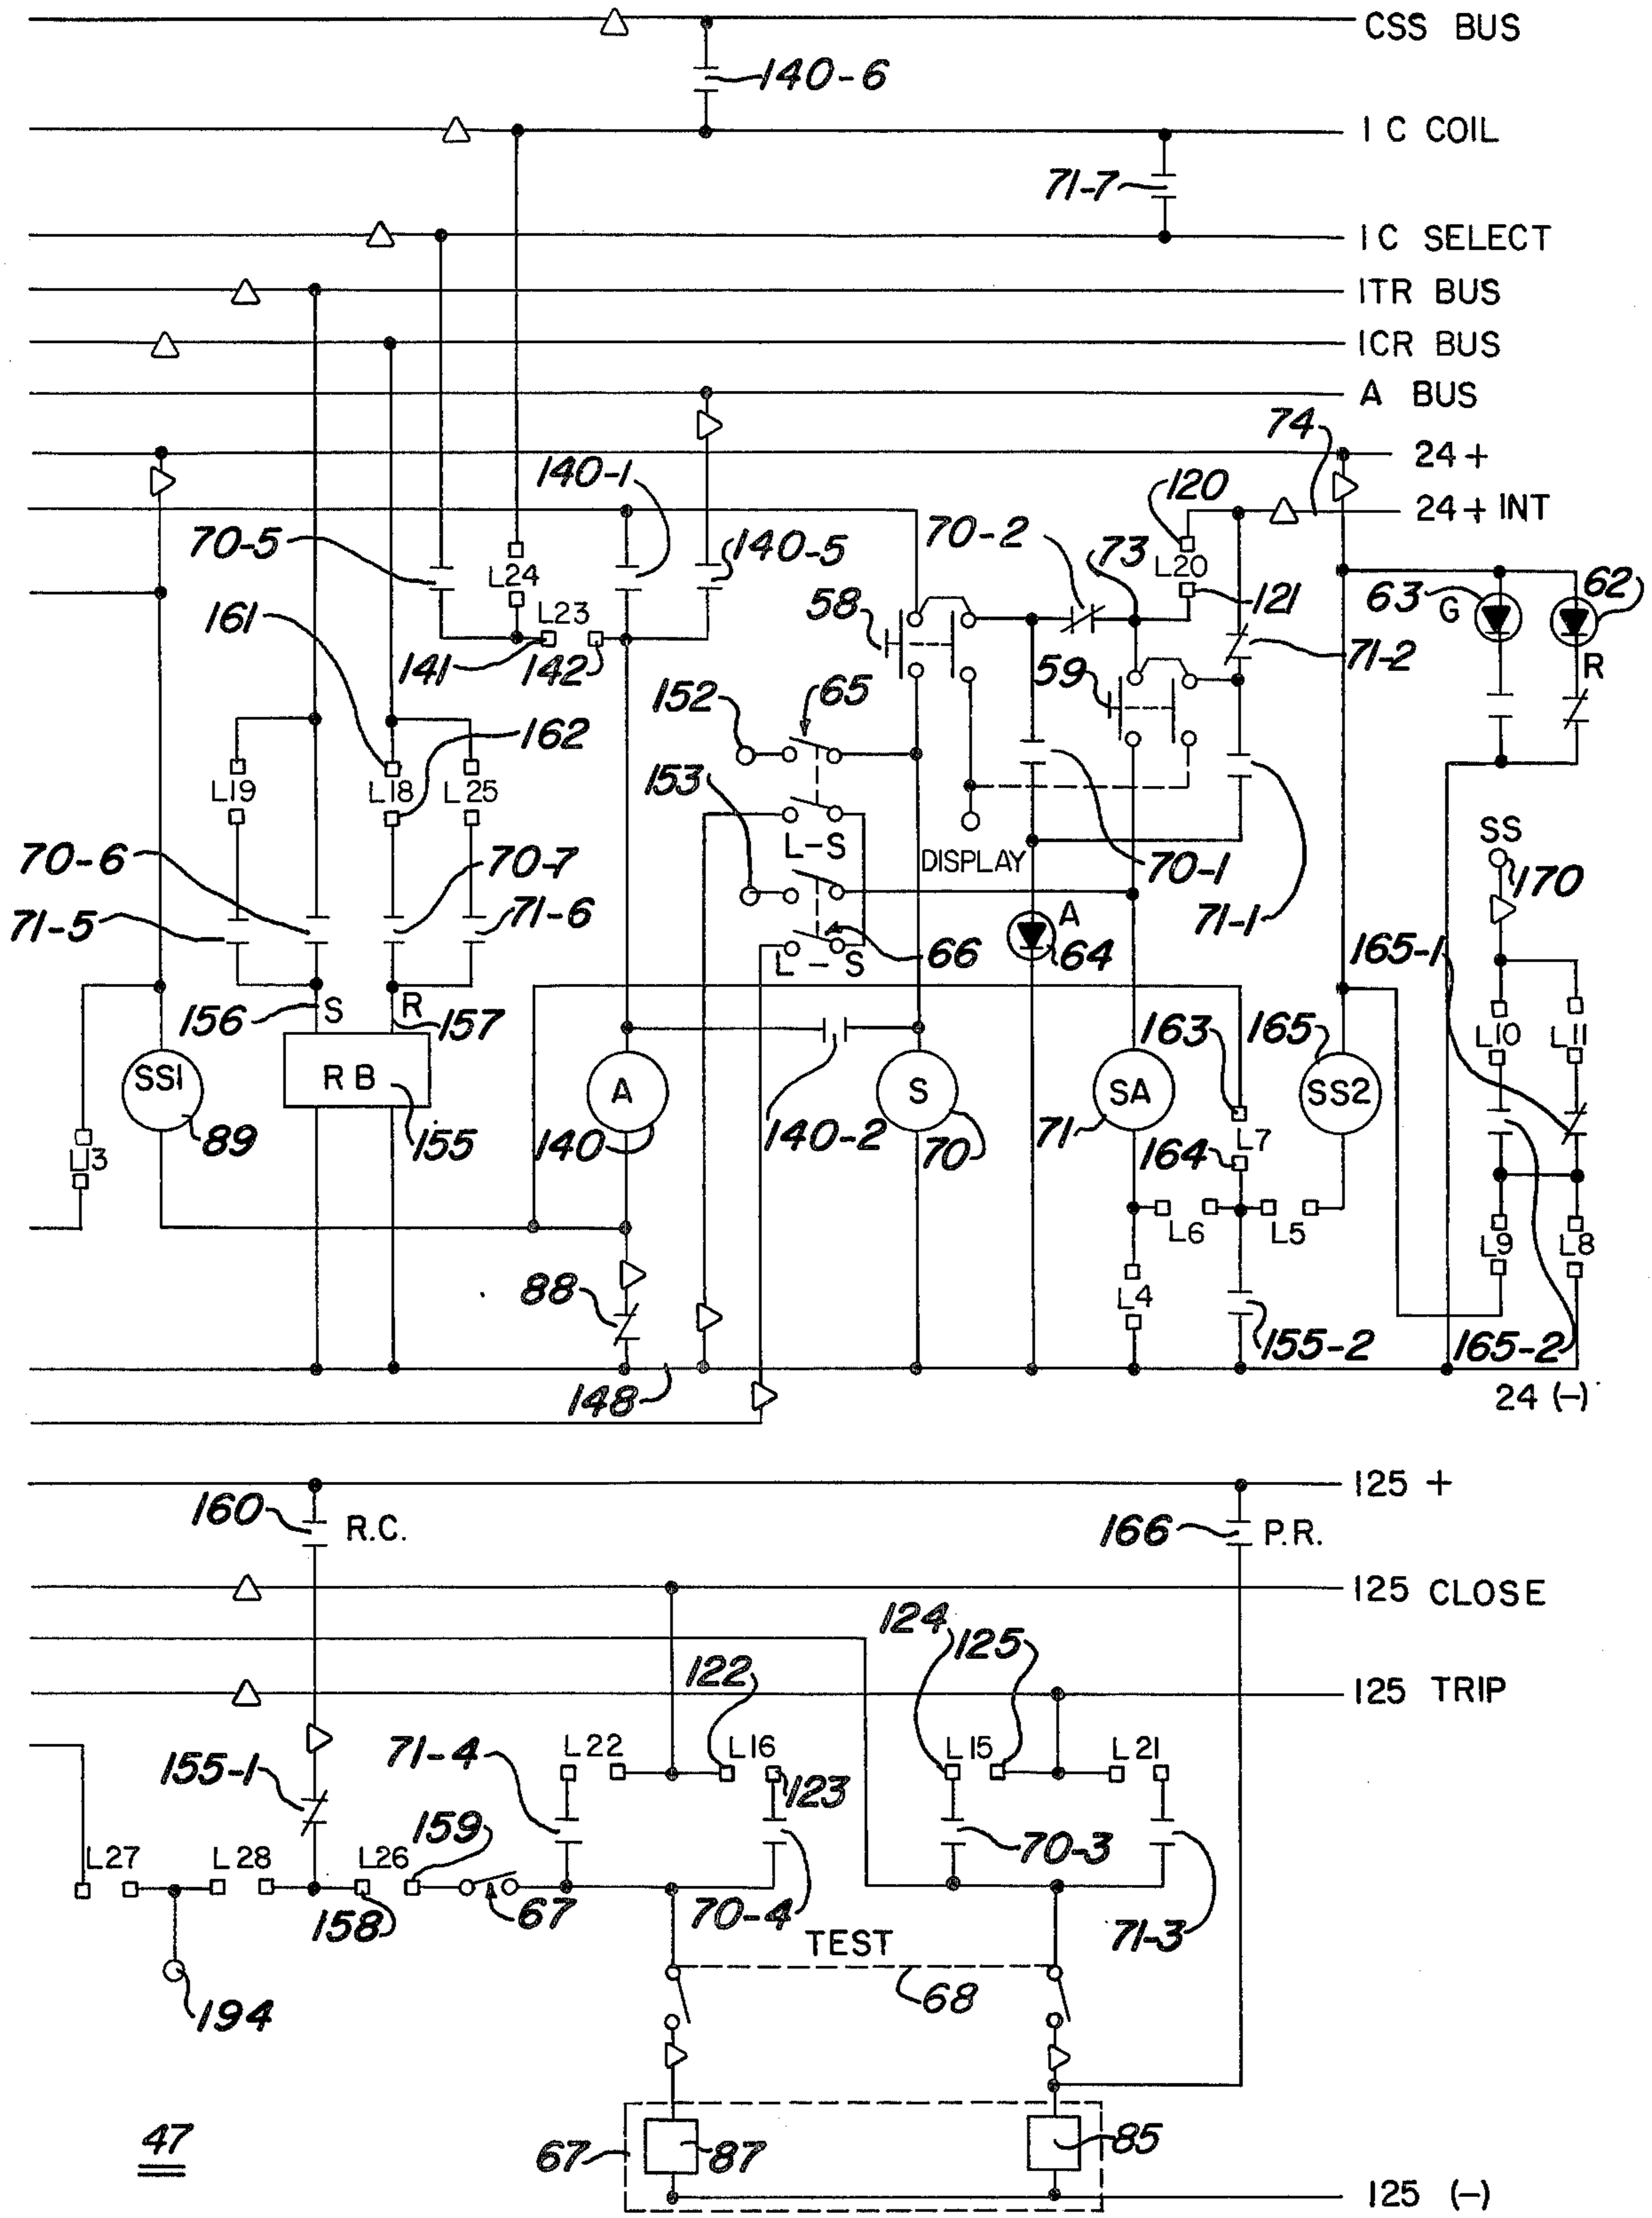 CSS BUS
140-6
IC COIL
71-7
IC SELECT
ITR BUS
ICR BUS
A BUS
74
24+
140-1
120
24+ INT
70-5
L24
140-5
70-2
73
L20
58
121
63
G
62
161
L23
141
142
71-2
R
59
152
65
162
L19
L18
L25
153
L-S
SS
DISPLAY
70-1
170
70-6
70-7
71-6
71-1
71-5
A
64
165-1
L-S
66
156
S
R
157
163
165
L10
L11
SS1
RB
A
S
SA
SS2
89
155
140
140-2
70
71
L7
164
L13
L6
L5
L9
L8
88
L4
155-2
165-2
148
24 (-)
125 +
160
R.C.
166
P.R.
125 CLOSE
124
125
122
125 TRIP
71-4
L22
L16
L15
L21
155-1
123
159
70-3
L27
L28
L26
158
67
70-4
71-3
TEST
68
194
47
67
87
85
125 (-)